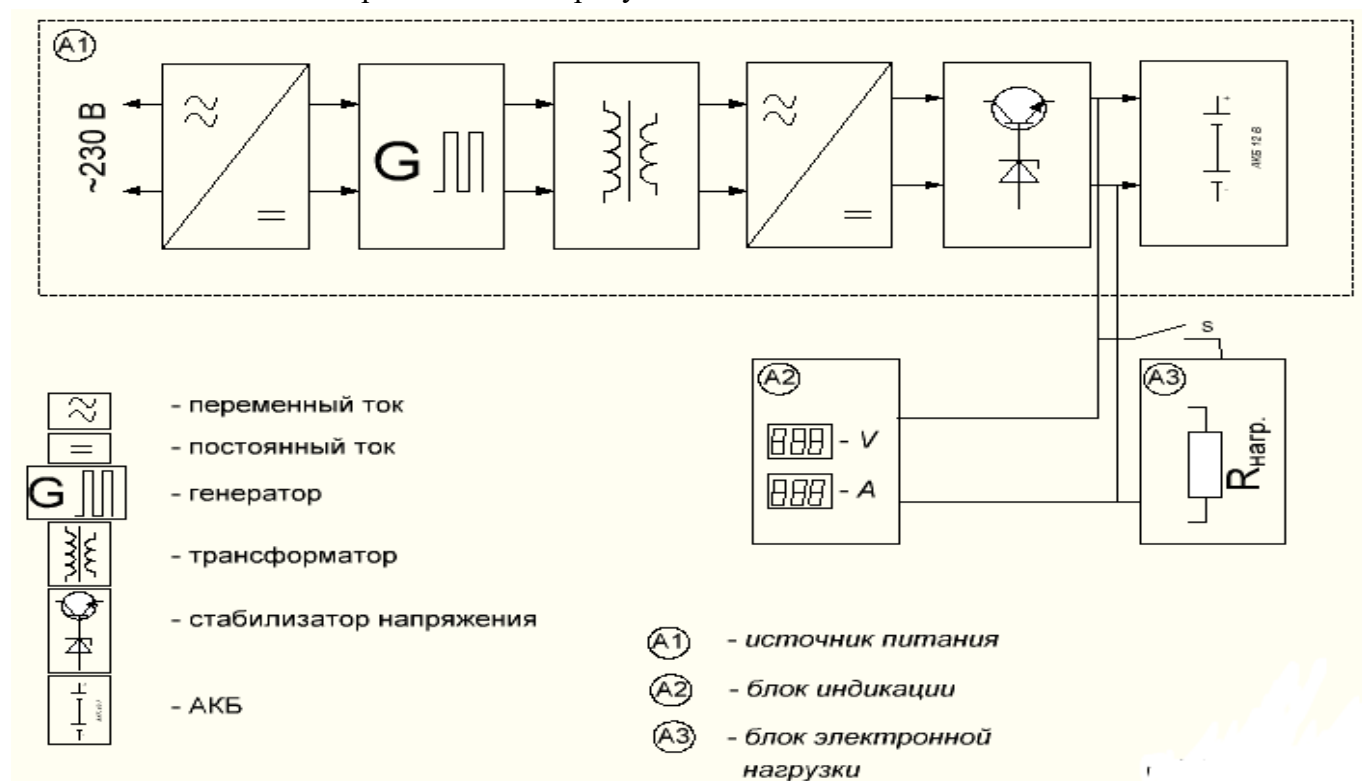 A1
~230 В
G
АКБ 12 В
S
A2
888 - V
888 - A
A3
Rнагр.
- переменный ток
- постоянный ток
G - генератор
- трансформатор
- стабилизатор напряжения
- АКБ
A1 - источник питания
A2 - блок индикации
A3 - блок электронной
нагрузки